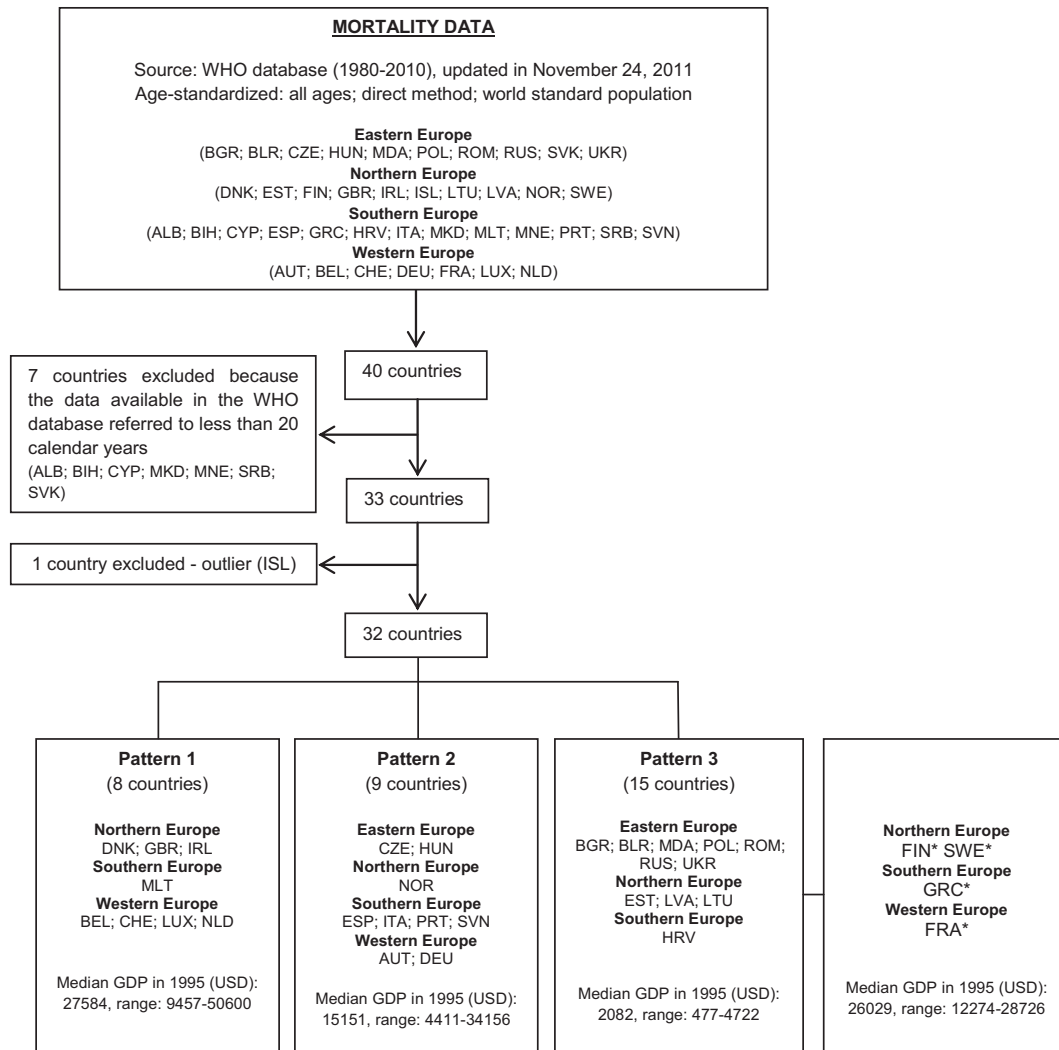 MORTALITY DATA
Source: WHO database (1980-2010), updated in November 24, 2011
Age-standardized: all ages; direct method; world standard population
Eastern Europe
(BGR; BLR; CZE; HUN; MDA; POL; ROM; RUS; SVK; UKR)
Northern Europe
(DNK; EST; FIN; GBR; IRL; ISL; LTU; LVA; NOR; SWE)
Southern Europe
(ALB; BIH; CYP; ESP; GRC; HRV; ITA; MKD; MLT; MNE; PRT; SRB; SVN)
Western Europe
(AUT; BEL; CHE; DEU; FRA; LUX; NLD)
40 countries
7 countries excluded because
the data available in the WHO
database referred to less than 20
calendar years
(ALB; BIH; CYP; MKD; MNE; SRB;
SVK)
33 countries
1 country excluded - outlier (ISL)
32 countries
Pattern 1
(8 countries)
Northern Europe
DNK; GBR; IRL
Southern Europe
MLT
Western Europe
BEL; CHE; LUX; NLD
Median GDP in 1995 (USD):
27584, range: 9457-50600
Pattern 2
(9 countries)
Eastern Europe
CZE; HUN
Northern Europe
NOR
Southern Europe
ESP; ITA; PRT; SVN
Western Europe
AUT; DEU
Median GDP in 1995 (USD):
15151, range: 4411-34156
Pattern 3
(15 countries)
Eastern Europe
BGR; BLR; MDA; POL; ROM;
RUS; UKR
Northern Europe
EST; LVA; LTU
Southern Europe
HRV
Median GDP in 1995 (USD):
2082, range: 477-4722
Northern Europe
FIN* SWE*
Southern Europe
GRC*
Western Europe
FRA*
Median GDP in 1995 (USD):
26029, range: 12274-28726